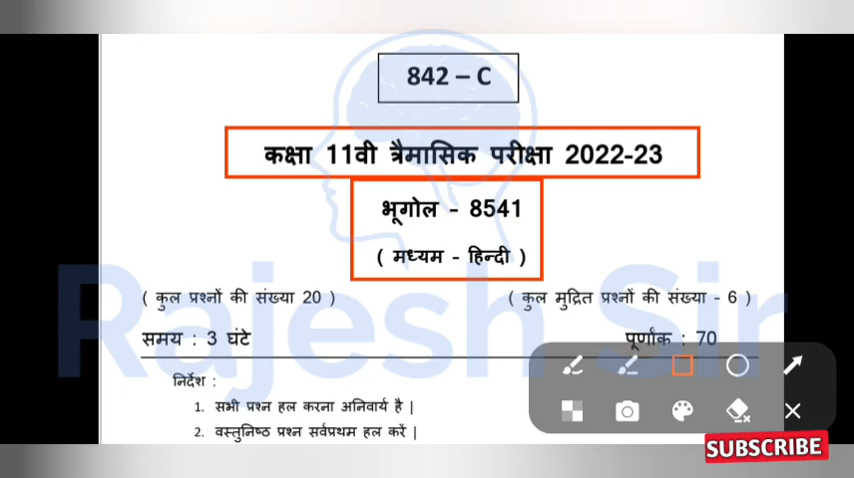 842 – C
कक्षा 11वी त्रैमासिक परीक्षा 2022-23
भूगोल - 8541
( मध्यम - हिन्दी )
( कुल प्रश्नों की संख्या 20 ) ( कुल मुद्रित प्रश्नों की संख्या - 6 )
समय : 3 घंटे पूर्णांक : 70
Rajesh Sir
निर्देश :
1. सभी प्रश्न हल करना अनिवार्य है |
2. वस्तुनिष्ठ प्रश्न सर्वप्रथम हल करें |
SUBSCRIBE